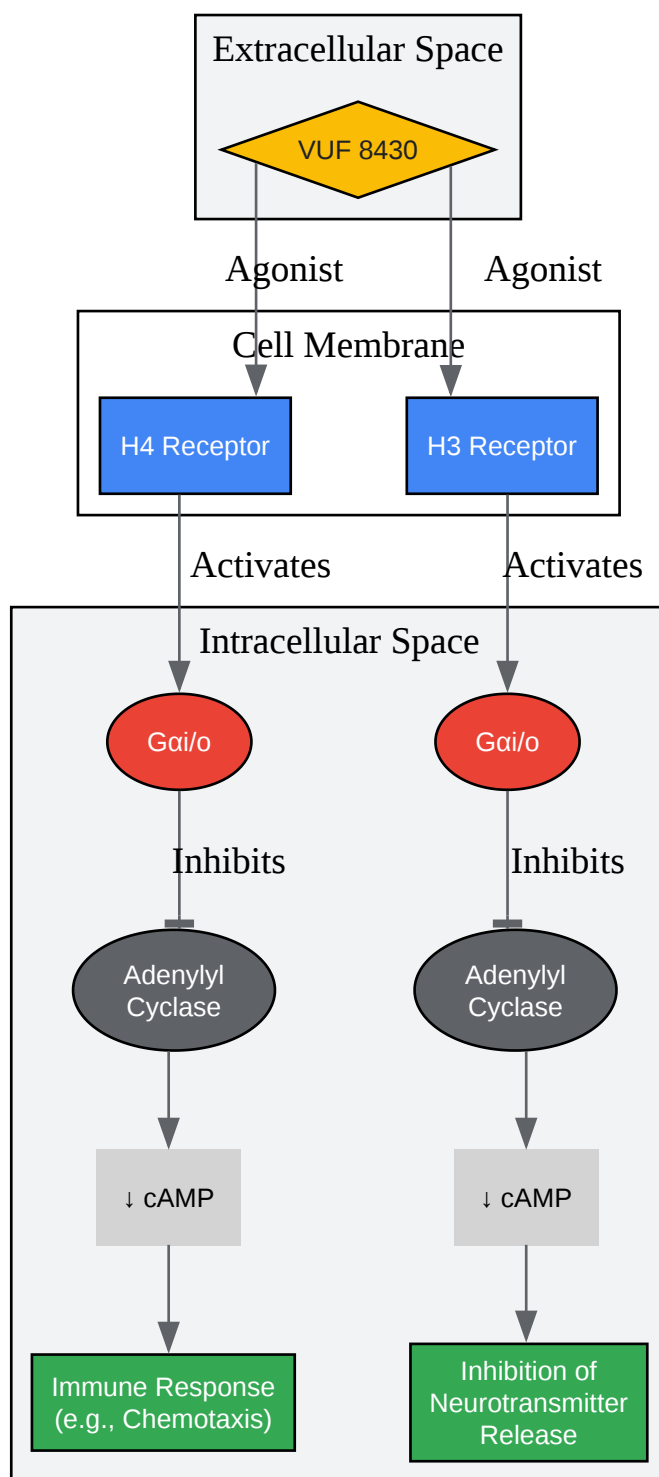 Extracellular Space
VUF 8430
Agonist
Agonist
Cell Membrane
H4 Receptor
H3 Receptor
Activates
Activates
Intracellular Space
Gαi/o
Gαi/o
Inhibits
Inhibits
Adenylyl
Cyclase
Adenylyl
Cyclase
↓ cAMP
↓ cAMP
Immune Response
(e.g., Chemotaxis)
Inhibition of
Neurotransmitter
Release